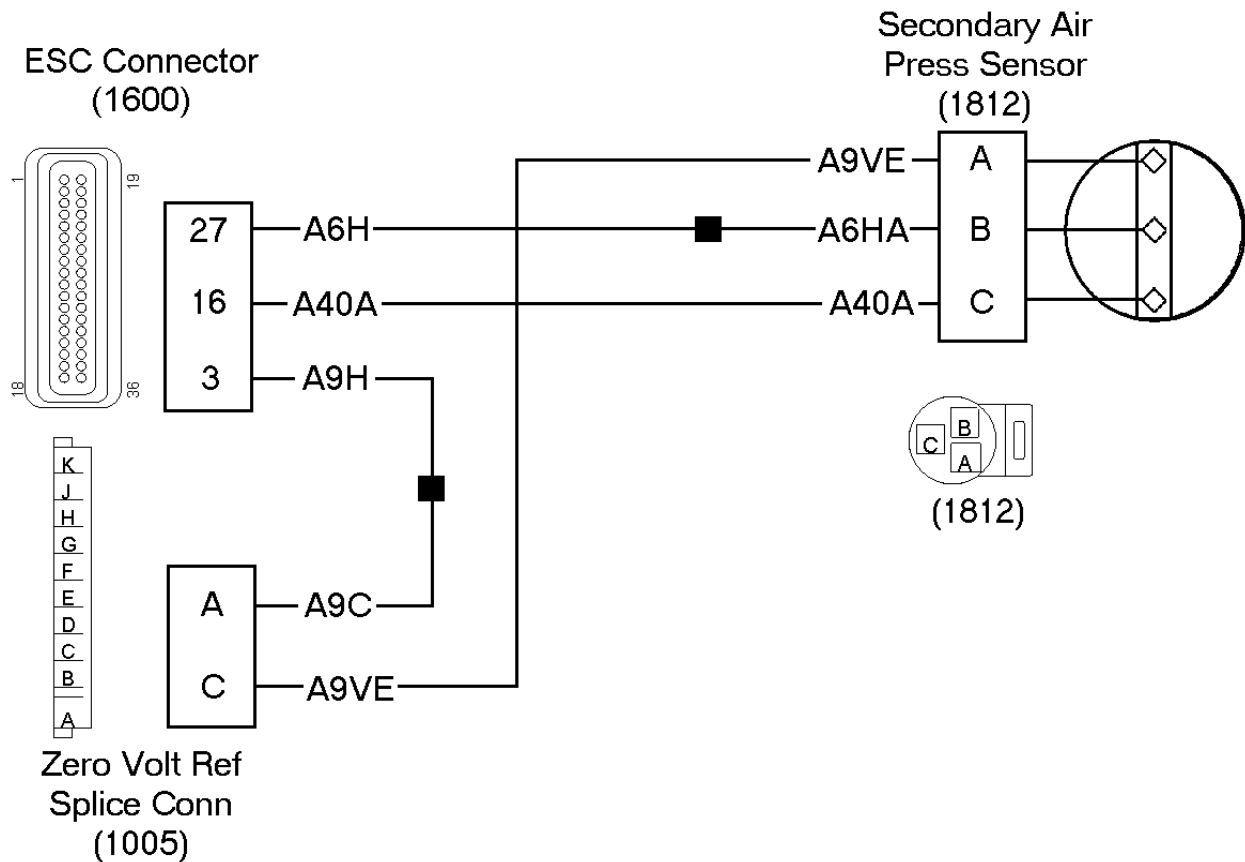 ESC Connector
(1600)
1
19
18
36
27
A6H
16
A40A
3
A9H
Secondary Air
Press Sensor
(1812)
A9VE
A
A6HA
B
A40A
C
C
B
A
(1812)
K
J
H
G
F
E
D
C
B
A
A
A9C
C
A9VE
Zero Volt Ref
Splice Conn
(1005)